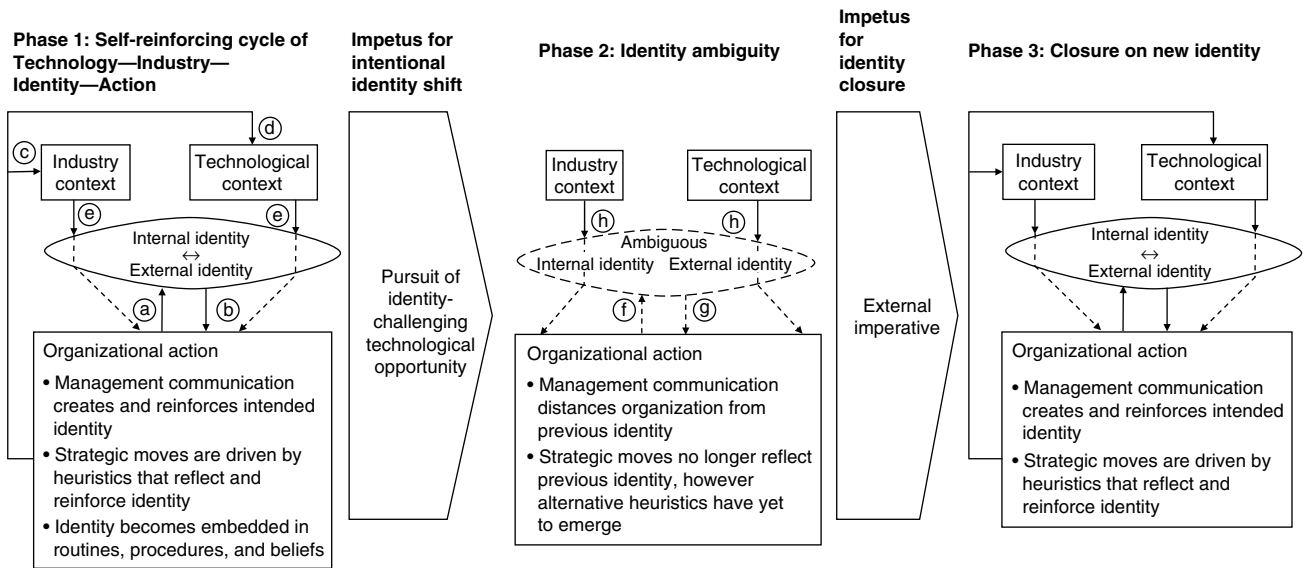 Phase 1: Self-reinforcing cycle of
Technology—Industry—
Identity—Action
c
d
Industry
context
Technological
context
e
e
Internal identity
↔
External identity
a
b
Organizational action
• Management communication
creates and reinforces intended
identity
• Strategic moves are driven by
heuristics that reflect and
reinforce identity
• Identity becomes embedded in
routines, procedures, and beliefs
Impetus for
intentional
identity shift
Pursuit of
identity-
challenging
technological
opportunity
Phase 2: Identity ambiguity
Industry
context
Technological
context
h
h
Ambiguous
Internal identity External identity
f
g
Organizational action
• Management communication
distances organization from
previous identity
• Strategic moves no longer reflect
previous identity, however
alternative heuristics have yet
to emerge
Impetus
for
identity
closure
External
imperative
Phase 3: Closure on new identity
Industry
context
Technological
context
Internal identity
↔
External identity
Organizational action
• Management communication
creates and reinforces intended
identity
• Strategic moves are driven by
heuristics that reflect and
reinforce identity